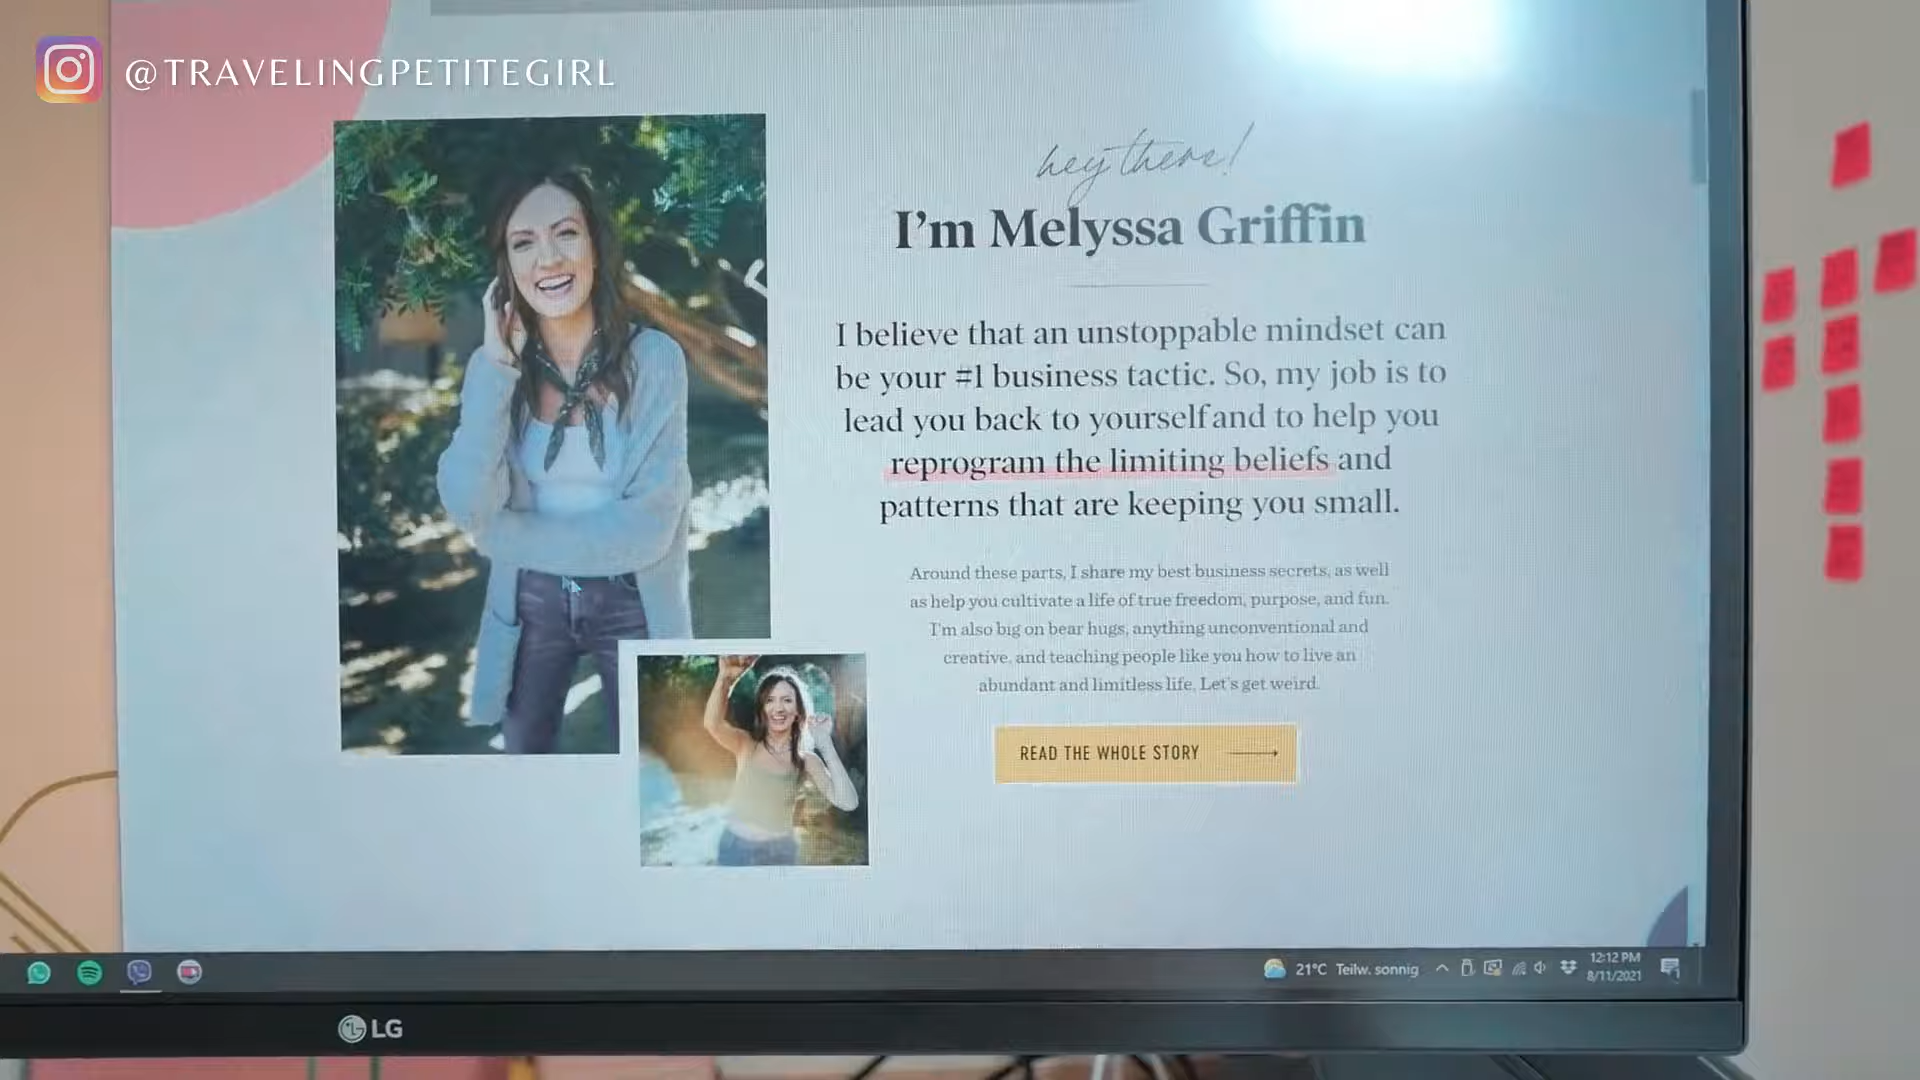 @TRAVELINGPETITEGIRL
hey there!
I'm Melyssa Griffin
I believe that an unstoppable mindset can
be your #1 business tactic. So, my job is to
lead you back to yourself and to help you
reprogram the limiting beliefs and
patterns that are keeping you small.
Around these parts, I share my best business secrets, as well
as help you cultivate a life of true freedom, purpose, and fun.
I'm also big on bear hugs, anything unconventional and
creative, and teaching people like you how to live an
abundant and limitless life. Let's get weird.
READ THE WHOLE STORY
21°C Teilw. sonnig
12:12 PM
8/11/2021
LG